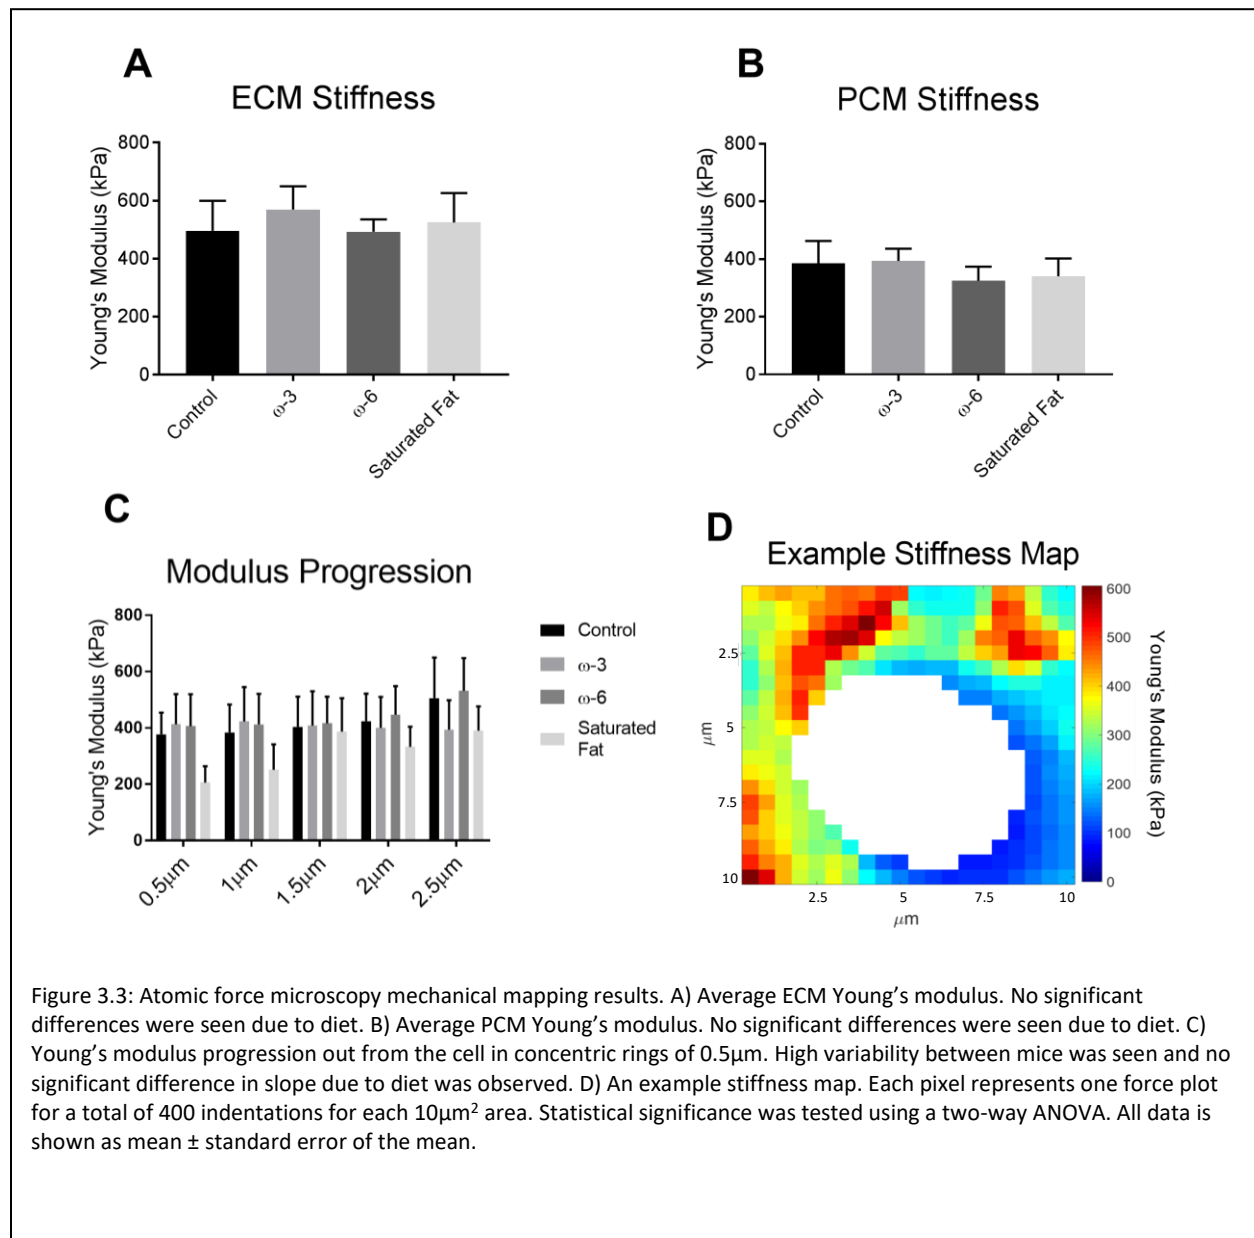 A
ECM Stiffness
Young's Modulus (kPa)
800
600
400
200
0
Control
ω-3
ω-6
Saturated Fat
B
PCM Stiffness
Young's Modulus (kPa)
800
600
400
200
0
Control
ω-3
ω-6
Saturated Fat
C
Modulus Progression
Young's Modulus (kPa)
800
600
400
200
0
0.5µm
1µm
1.5µm
2µm
2.5µm
Control
ω-3
ω-6
Saturated
Fat
D
Example Stiffness Map
µm
2.5
5
7.5
10
2.5
5
7.5
10
µm
600
500
400
300
200
100
0
Young's Modulus (kPa)
Figure 3.3: Atomic force microscopy mechanical mapping results. A) Average ECM Young’s modulus. No significant
differences were seen due to diet. B) Average PCM Young’s modulus. No significant differences were seen due to diet. C)
Young’s modulus progression out from the cell in concentric rings of 0.5µm. High variability between mice was seen and no
significant difference in slope due to diet was observed. D) An example stiffness map. Each pixel represents one force plot
for a total of 400 indentations for each 10µm² area. Statistical significance was tested using a two-way ANOVA. All data is
shown as mean ± standard error of the mean.